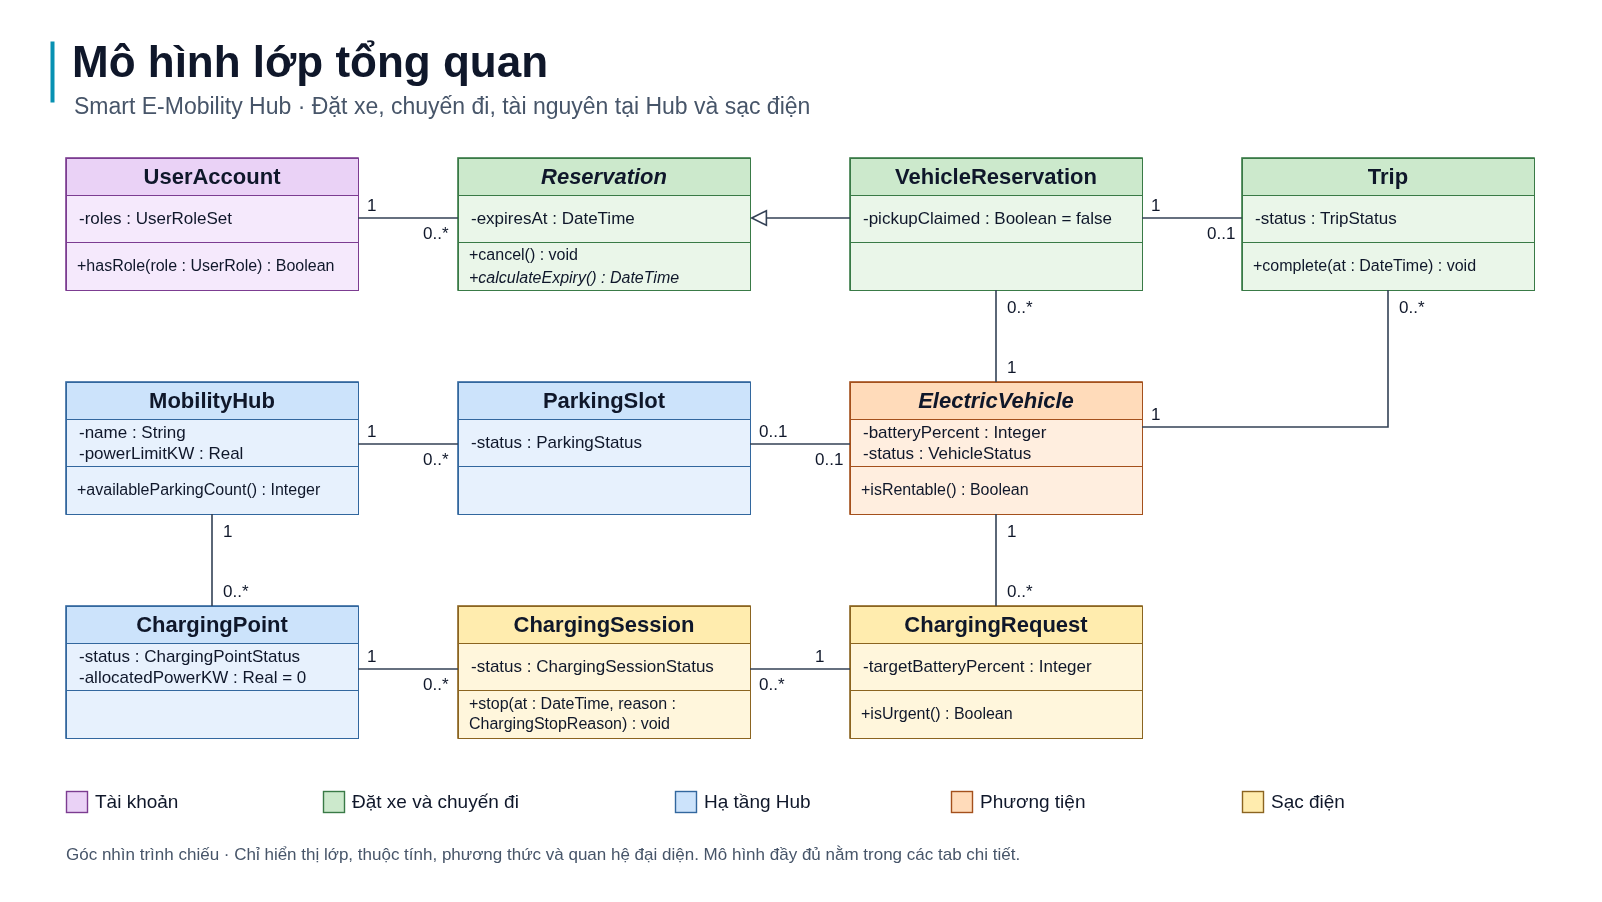 Mô hình lớp tổng quan
Smart E-Mobility Hub · Đặt xe, chuyến đi, tài nguyên tại Hub và sạc điện
UserAccount
-roles : UserRoleSet
+hasRole(role : UserRole) : Boolean
1
0..*
Reservation
-expiresAt : DateTime
+cancel() : void
+calculateExpiry() : DateTime
VehicleReservation
-pickupClaimed : Boolean = false
1
0..1
Trip
-status : TripStatus
+complete(at : DateTime) : void
0..*
1
0..*
1
MobilityHub
-name : String
-powerLimitKW : Real
+availableParkingCount() : Integer
1
0..*
ParkingSlot
-status : ParkingStatus
0..1
0..1
ElectricVehicle
-batteryPercent : Integer
-status : VehicleStatus
+isRentable() : Boolean
1
0..*
1
0..*
ChargingPoint
-status : ChargingPointStatus
-allocatedPowerKW : Real = 0
1
0..*
ChargingSession
-status : ChargingSessionStatus
+stop(at : DateTime, reason :
ChargingStopReason) : void
1
0..*
ChargingRequest
-targetBatteryPercent : Integer
+isUrgent() : Boolean
Tài khoản
Đặt xe và chuyến đi
Hạ tầng Hub
Phương tiện
Sạc điện
Góc nhìn trình chiếu · Chỉ hiển thị lớp, thuộc tính, phương thức và quan hệ đại diện. Mô hình đầy đủ nằm trong các tab chi tiết.